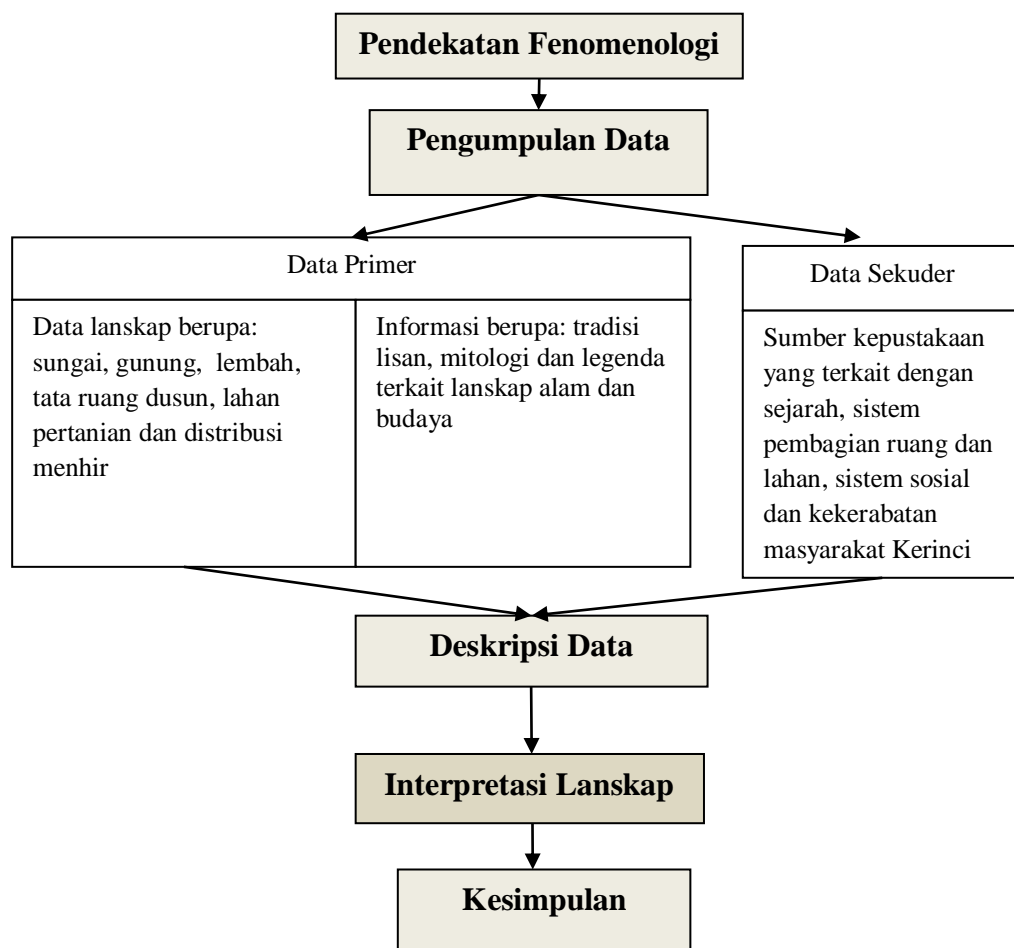 Pendekatan Fenomenologi
Pengumpulan Data
Data Primer
Data lanskap berupa:
sungai, gunung, lembah,
tata ruang dusun, lahan
pertanian dan distribusi
menhir
Informasi berupa: tradisi
lisan, mitologi dan legenda
terkait lanskap alam dan
budaya
Data Sekuder
Sumber kepustakaan
yang terkait dengan
sejarah, sistem
pembagian ruang dan
lahan, sistem sosial
dan kekerabatan
masyarakat Kerinci
Deskripsi Data
Interpretasi Lanskap
Kesimpulan